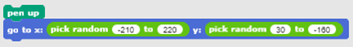 pen up
go to x: pick random -210 to 220 y: pick random 30 to -160